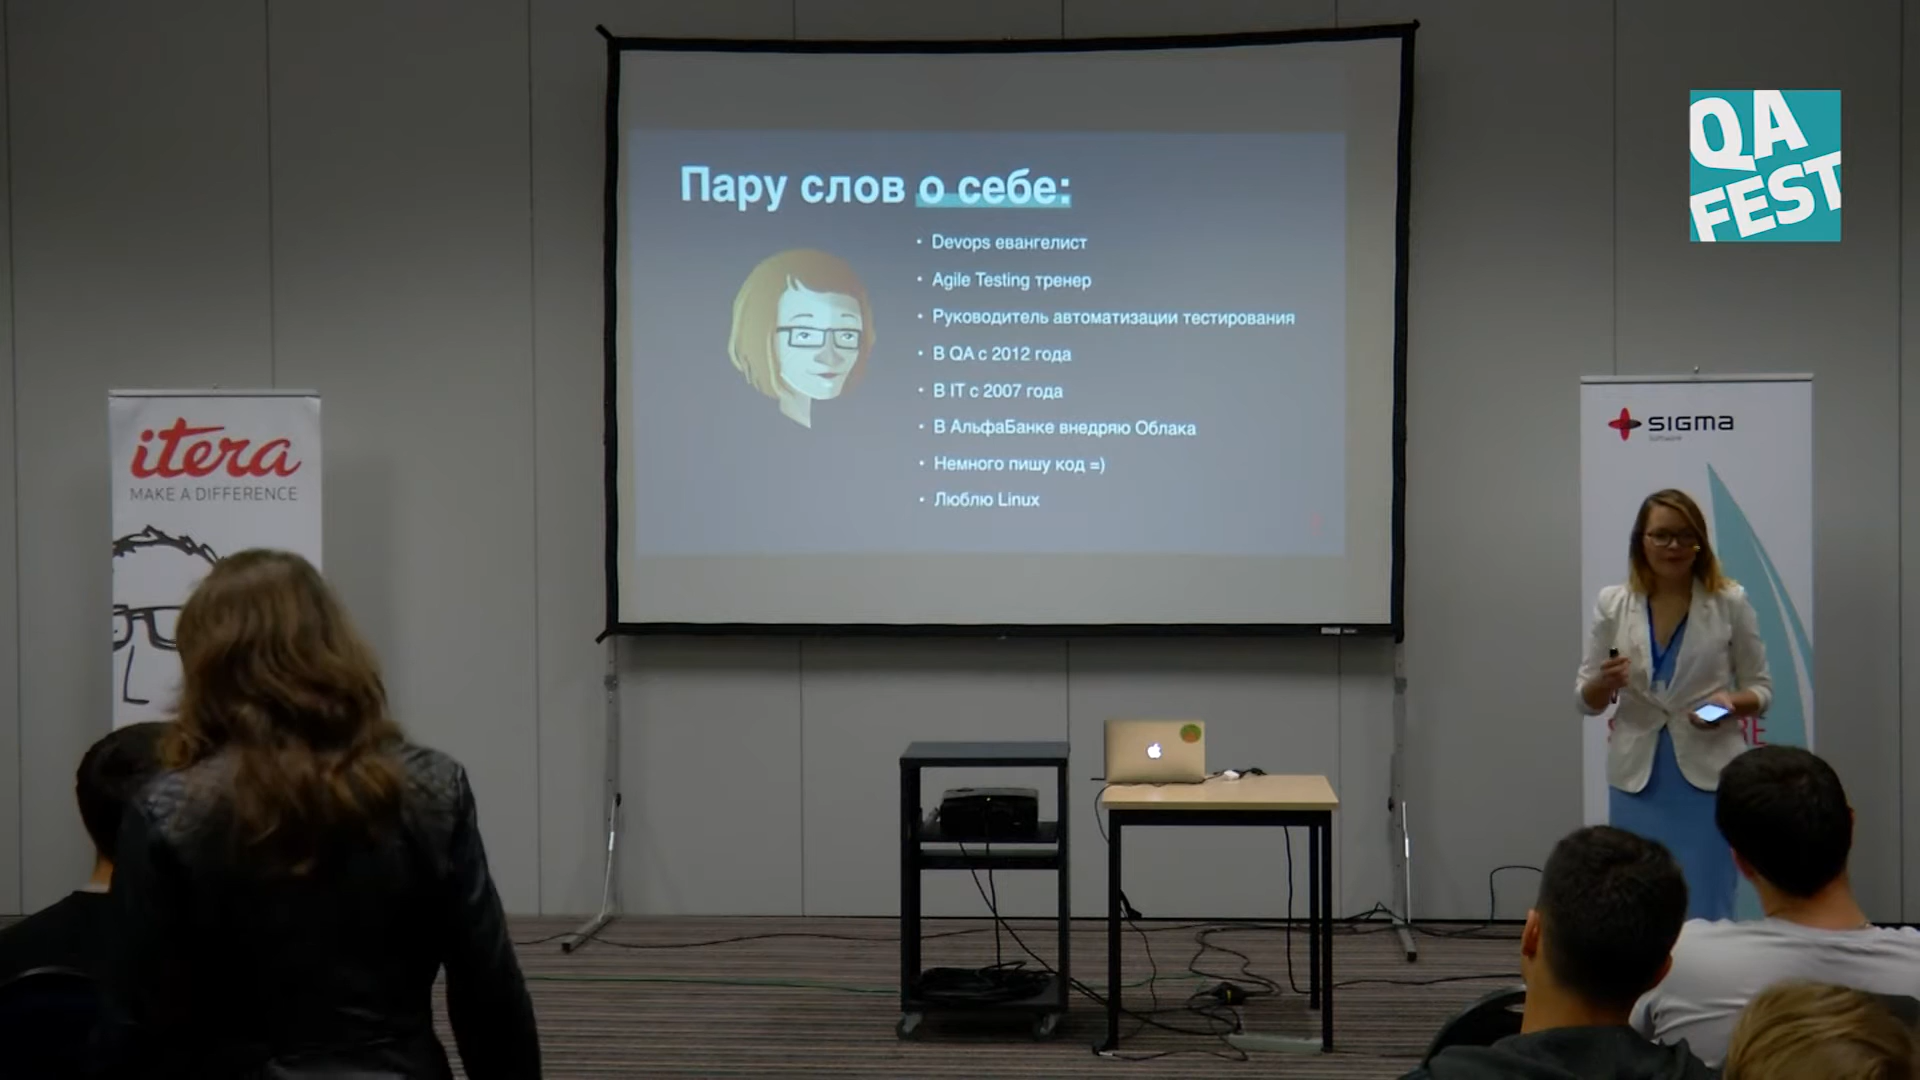 QA
FEST
Пару слов о себе:
• Devops евангелист
• Agile Testing тренер
• Руководитель автоматизации тестирования
• В QA с 2012 года
• В IT с 2007 года
• В АльфаБанке внедряю Облака
• Немного пишу код =)
• Люблю Linux
itera
MAKE A DIFFERENCE
SIGMA
Software